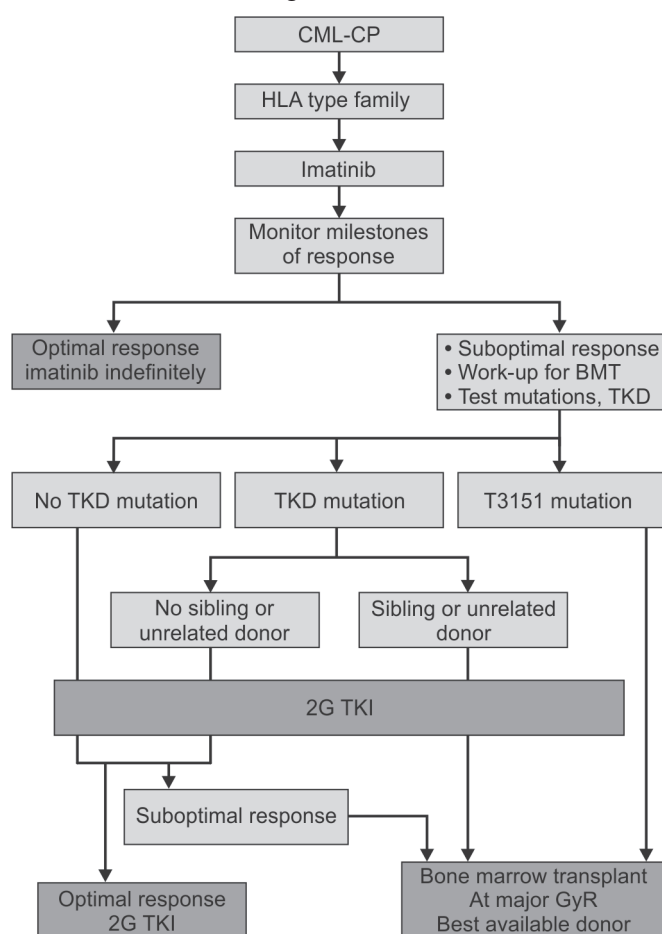 CML-CP
HLA type family
Imatinib
Monitor milestones
of response
Optimal response
imatinib indefinitely
• Suboptimal response
• Work-up for BMT
• Test mutations, TKD
No TKD mutation
TKD mutation
T3151 mutation
No sibling or
unrelated donor
Sibling or unrelated
donor
2G TKI
Suboptimal response
Optimal response
2G TKI
Bone marrow transplant
At major GyR
Best available donor